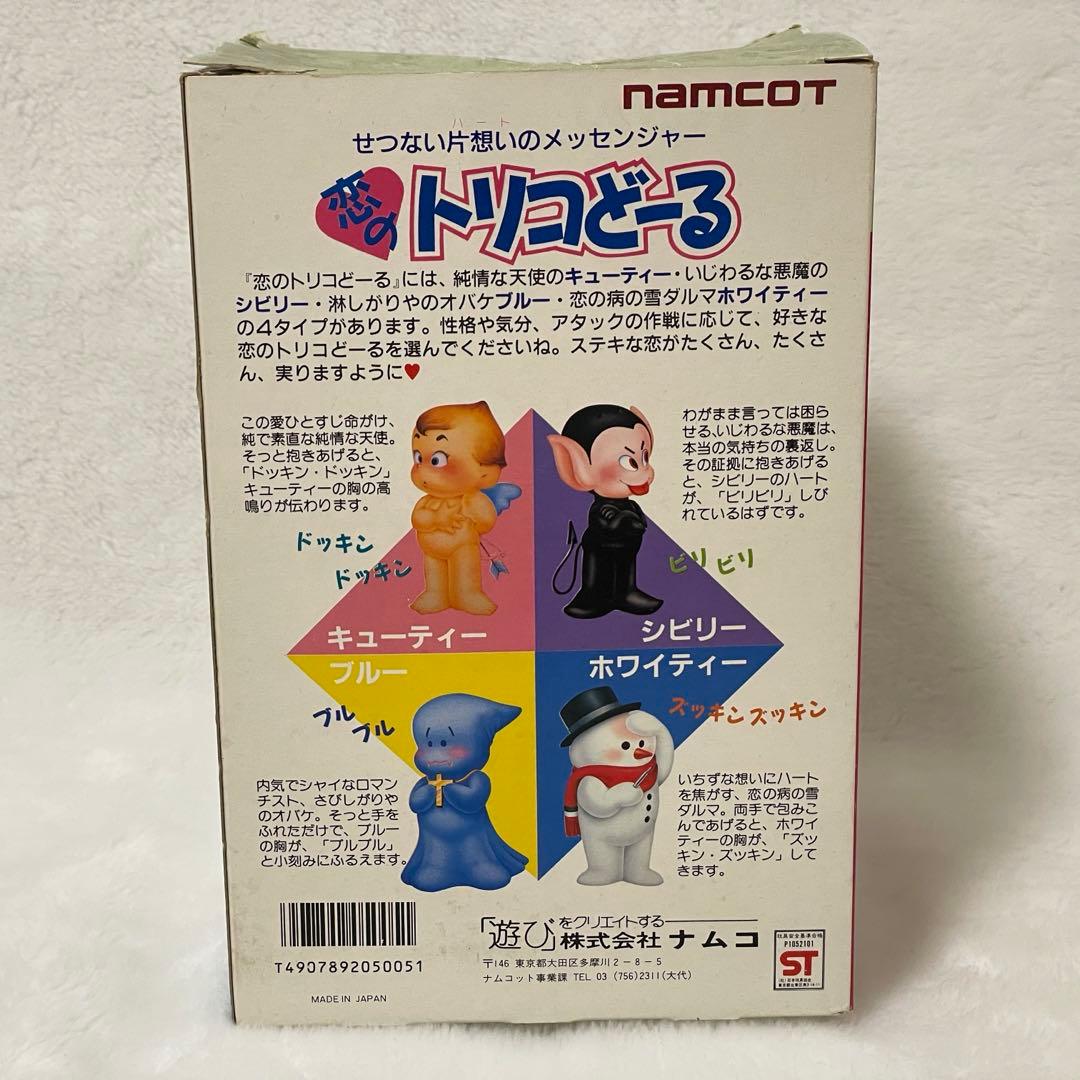 namcot
ハート
せつない片想いのメッセンジャー
恋のトリコどーる
『恋のトリコどーる』には、純情な天使のキューティー・いじわるな悪魔の
シビリー・淋しがりやのオバケブルー・恋の病の雪ダルマホワイティー
の4タイプがあります。性格や気分、アタックの作戦に応じて、好きな
恋のトリコどーるを選んでくださいね。ステキな恋がたくさん、たくさ
ん、実りますように♥
この愛ひとすじ命がけ、
純で素直な純情な天使。
そっと抱きあげると、
「ドッキン・ドッキン」
キューティーの胸の高
鳴りが伝わります。
ドッキン
ドッキン
キューティー
わがまま言っては困ら
せる、いじわるな悪魔は、
本当の気持ちの裏返し。
その証拠に抱きあげる
と、シビリーのハート
が、「ビリビリ」しび
れているはずです。
ビリビリ
シビリー
ブルー
ブル
ブル
内気でシャイなロマン
チスト、さびしがりや
のオバケ。そっと手を
ふれただけで、ブルー
の胸が、「ブルブル」
と小刻みにふるえます。
ホワイティー
ズッキンズッキン
いちずな想いにハート
を焦がす、恋の病の雪
ダルマ。両手で包みこ
んであげると、ホワイ
ティーの胸が、「ズッ
キン・ズッキン」して
きます。
T4907892050051
MADE IN JAPAN
「遊び」をクリエイトする
株式会社 ナムコ
〒146 東京都大田区多摩川2-8-5
ナムコット事業課 TEL 03 (756)2311(大代)
玩具安全基準合格
P1052101
ST
(社)日本玩具協会